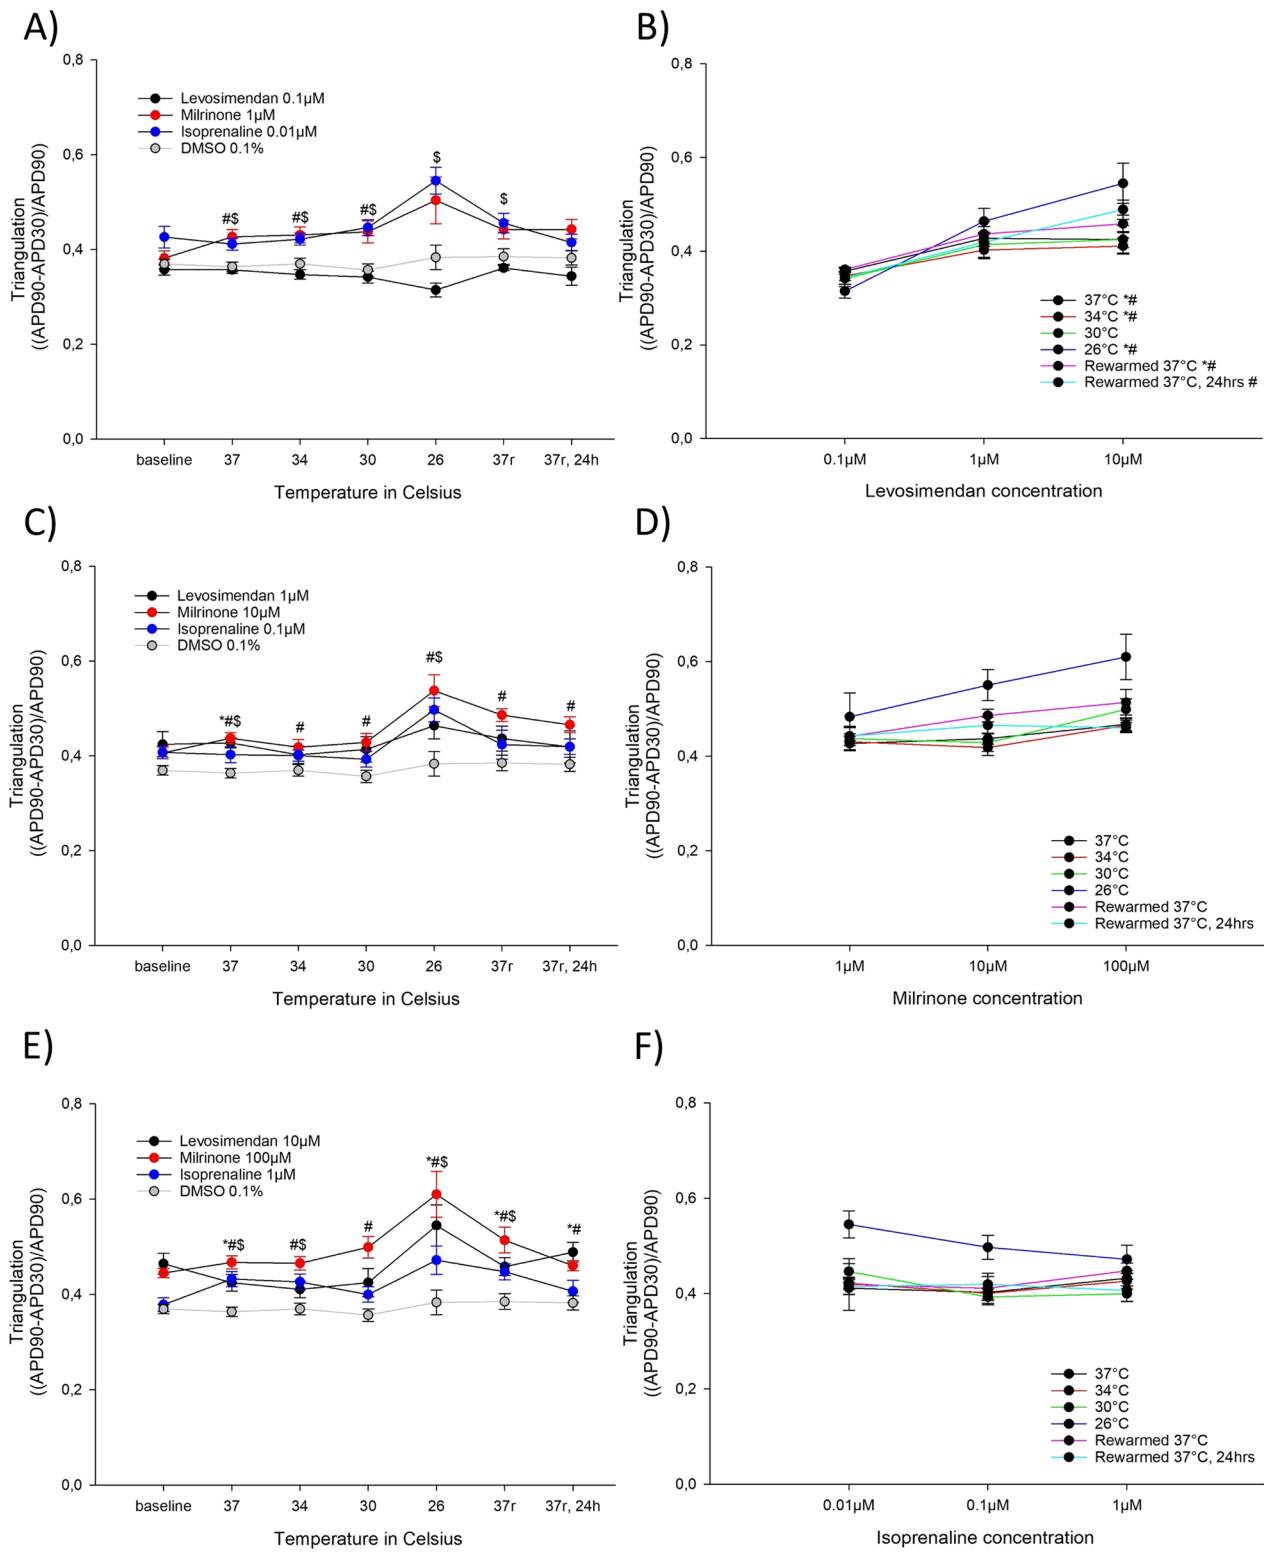 A)
0,8
0,6
0,4
0,2
0,0
Triangulation
((APD90-APD30)/APD90)
Levosimendan 0.1µM
Milrinone 1µM
Isoprenaline 0.01µM
DMSO 0.1%
#$
#$
#$
$
$
baseline 37 34 30 26 37r 37r, 24h
Temperature in Celsius
B)
0,8
0,6
0,4
0,2
0,0
Triangulation
((APD90-APD30)/APD90)
37°C *#
34°C *#
30°C
26°C *#
Rewarmed 37°C *#
Rewarmed 37°C, 24hrs #
0.1µM 1µM 10µM
Levosimendan concentration
C)
0,8
0,6
0,4
0,2
0,0
Triangulation
((APD90-APD30)/APD90)
Levosimendan 1µM
Milrinone 10µM
Isoprenaline 0.1µM
DMSO 0.1%
*#$
#
#
#$
#
#
baseline 37 34 30 26 37r 37r, 24h
Temperature in Celsius
D)
0,8
0,6
0,4
0,2
0,0
Triangulation
((APD90-APD30)/APD90)
37°C
34°C
30°C
26°C
Rewarmed 37°C
Rewarmed 37°C, 24hrs
1µM 10µM 100µM
Milrinone concentration
E)
0,8
0,6
0,4
0,2
0,0
Triangulation
((APD90-APD30)/APD90)
Levosimendan 10µM
Milrinone 100µM
Isoprenaline 1µM
DMSO 0.1%
*#$
#$
#
*#$
*#$
*#
baseline 37 34 30 26 37r 37r, 24h
Temperature in Celsius
F)
0,8
0,6
0,4
0,2
0,0
Triangulation
((APD90-APD30)/APD90)
37°C
34°C
30°C
26°C
Rewarmed 37°C
Rewarmed 37°C, 24hrs
0.01µM 0.1µM 1µM
Isoprenaline concentration